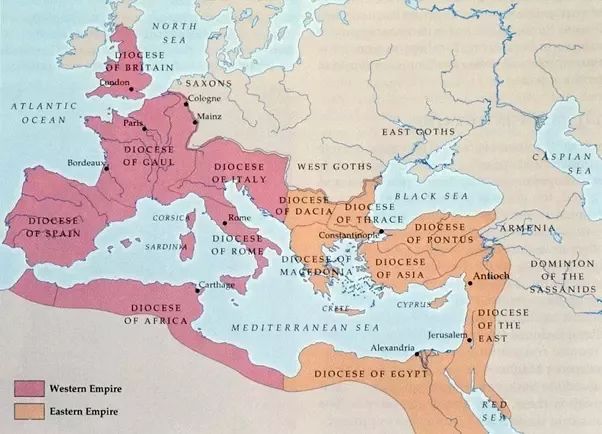 NORTH
SEA
DIOCESE
OF BRITAIN
London
SAXONS
Cologne
Mainz
ATLANTIC
OCEAN
Paris
DIOCESE
OF GAUL
Bordeaux
EAST GOTHS
CASPIAN
SEA
WEST GOTHS
DIOCESE
OF ITALY
BLACK SEA
DIOCESE
OF DACIA
DIOCESE
OF THRACE
Constantinople
DIOCESE
OF PONTUS
ARMENIA
DIOCESE
OF SPAIN
CORSICA
Rome
SARDINIA
DIOCESE
OF ROME
DIOCESE OF
MACEDONIA
DIOCESE
OF ASIA
DOMINION
OF THE
SASSANIDS
Antioch
Carthage
CRETE
CYPRUS
DIOCESE
OF AFRICA
DIOCESE
OF THE
EAST
MEDITERRANEAN SEA
Jerusalem
Alexandria
DIOCESE OF EGYPT
RED
SEA
Western Empire
Eastern Empire